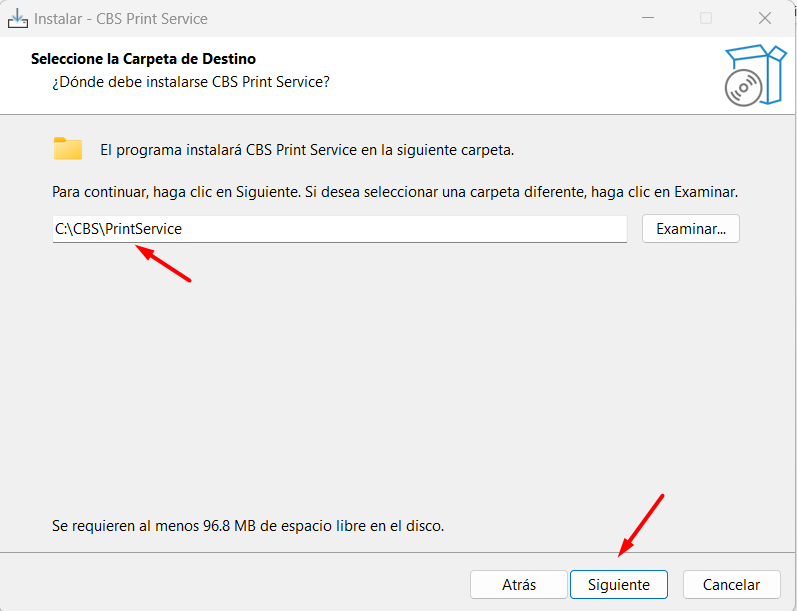 Instalar - CBS Print Service
Seleccione la Carpeta de Destino
¿Dónde debe instalarse CBS Print Service?
El programa instalará CBS Print Service en la siguiente carpeta.
Para continuar, haga clic en Siguiente. Si desea seleccionar una carpeta diferente, haga clic en Examinar.
C:\CBS\PrintService
Examinar...
Se requieren al menos 96.8 MB de espacio libre en el disco.
Atrás
Siguiente
Cancelar